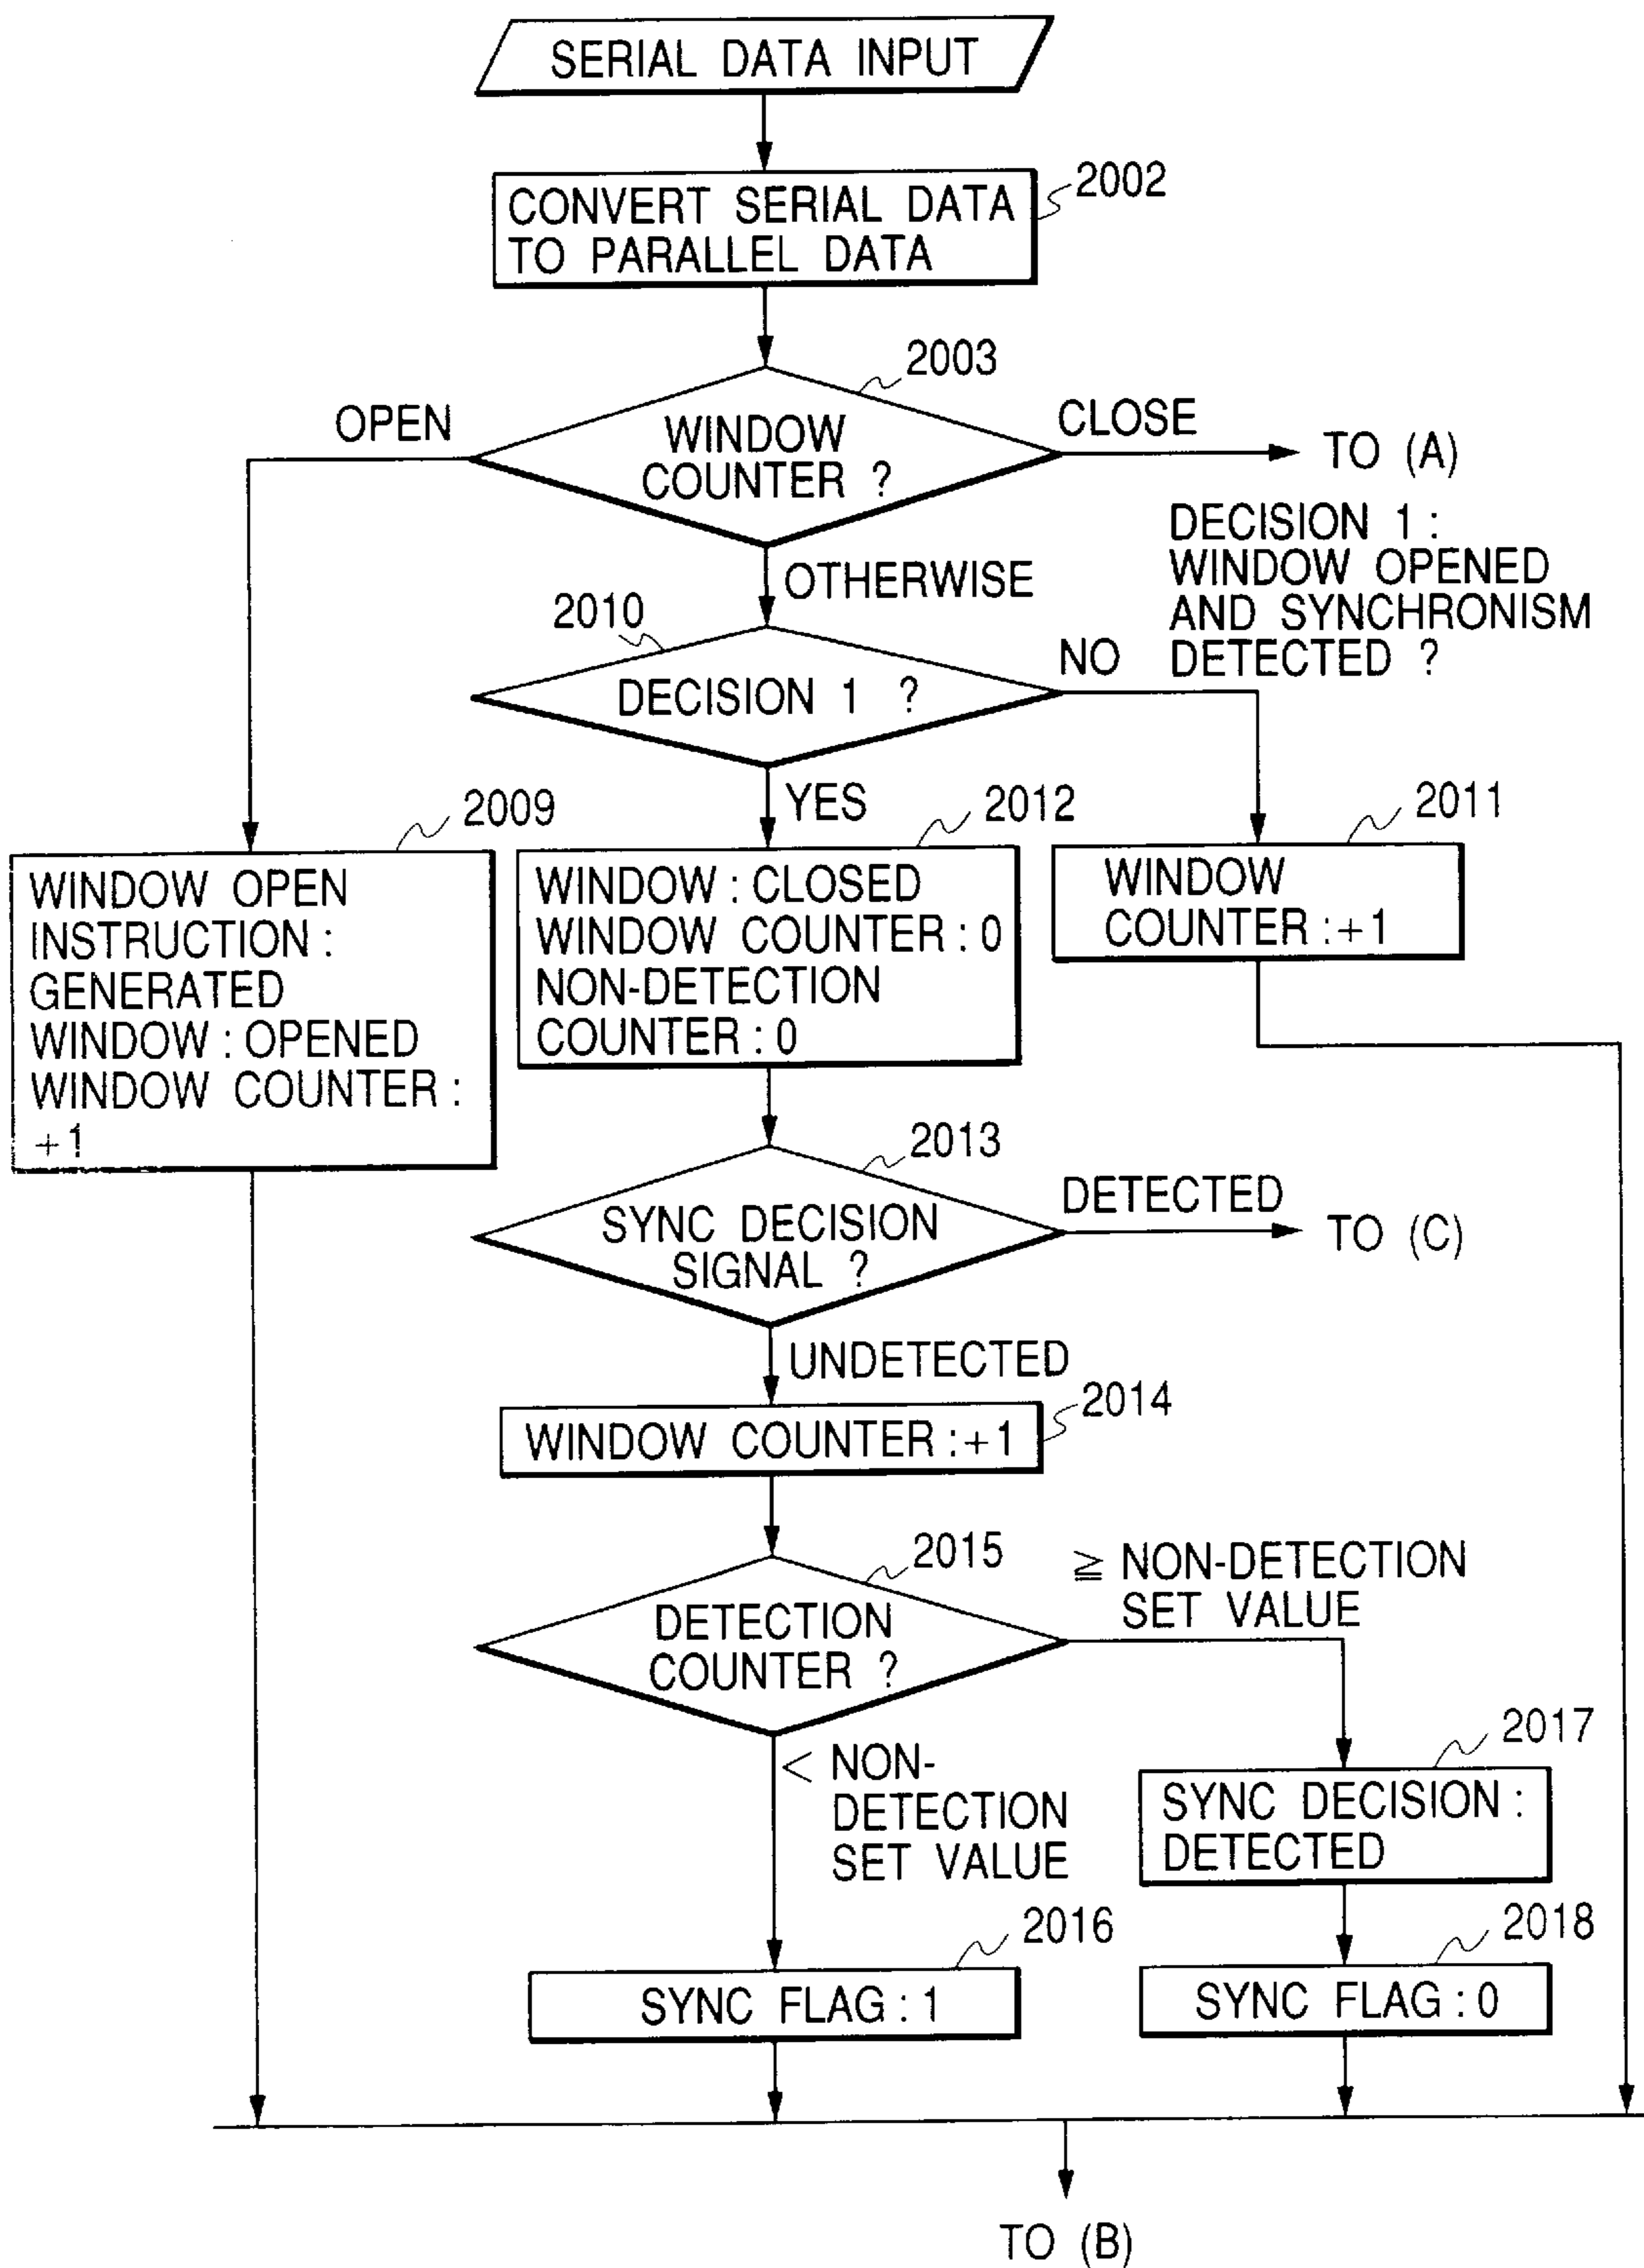 SERIAL DATA INPUT
2002
CONVERT SERIAL DATA
TO PARALLEL DATA
2003
OPEN
WINDOW
COUNTER ?
CLOSE
TO (A)
DECISION 1 :
WINDOW OPENED
AND SYNCHRONISM
DETECTED ?
OTHERWISE
2010
DECISION 1 ?
NO
YES
2009
WINDOW OPEN
INSTRUCTION :
GENERATED
WINDOW : OPENED
WINDOW COUNTER :
+1
2012
WINDOW : CLOSED
WINDOW COUNTER : 0
NON-DETECTION
COUNTER : 0
2011
WINDOW
COUNTER : +1
2013
SYNC DECISION
SIGNAL ?
DETECTED
TO (C)
UNDETECTED
2014
WINDOW COUNTER : +1
2015
DETECTION
COUNTER ?
≧ NON-DETECTION
SET VALUE
< NON-
DETECTION
SET VALUE
2017
SYNC DECISION :
DETECTED
2016
SYNC FLAG : 1
2018
SYNC FLAG : 0
TO (B)